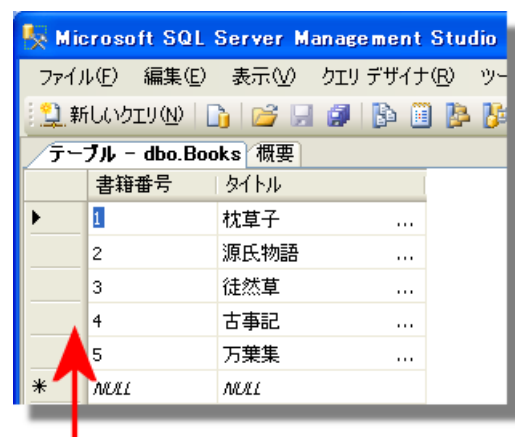 Microsoft SQL Server Management Studio
ファイル(F) 編集(E) 表示(V) クエリ デザイナ(R) ツー
新しいクエリ(N)
テーブル - dbo.Books 概要
書籍番号 タイトル
1 枕草子 ...
2 源氏物語 ...
3 徒然草 ...
4 古事記 ...
5 万葉集 ...
* NULL NULL